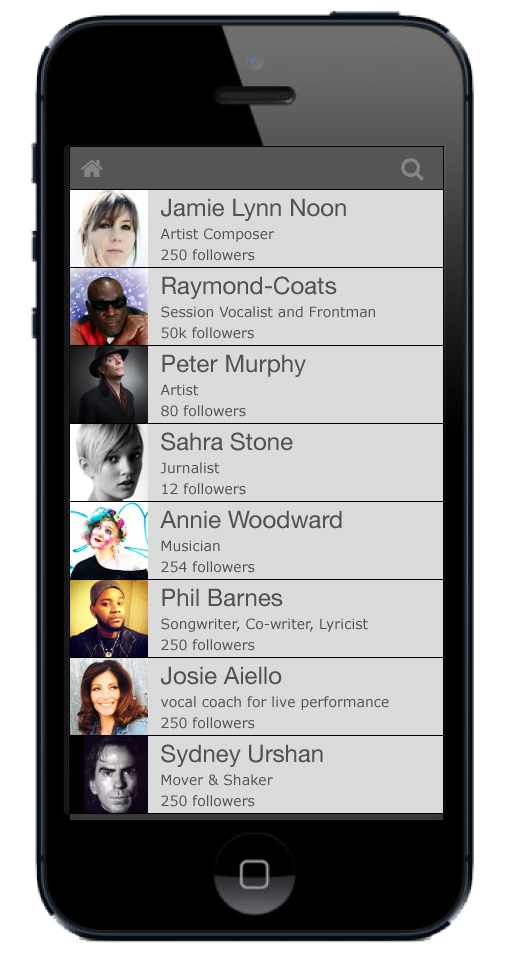 Jamie Lynn Noon
Artist Composer
250 followers
Raymond-Coats
Session Vocalist and Frontman
50k followers
Peter Murphy
Artist
80 followers
Sahra Stone
Jurnalist
12 followers
Annie Woodward
Musician
254 followers
Phil Barnes
Songwriter, Co-writer, Lyricist
250 followers
Josie Aiello
vocal coach for live performance
250 followers
Sydney Urshan
Mover & Shaker
250 followers